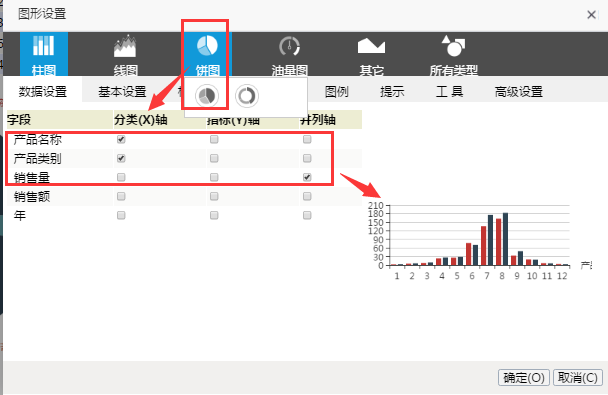 图形设置
柱图 线图 饼图 油量图 其它 所有类型
数据设置 基本设置 图例 提示 工 具 高级设置
字段 分类(X)轴 指标(Y)轴 并列轴
产品名称
产品类别
销售量
销售额
年
210
180
150
120
90
60
30
0
1 2 3 4 5 6 7 8 9 10 11 12
确定(O) 取消(C)